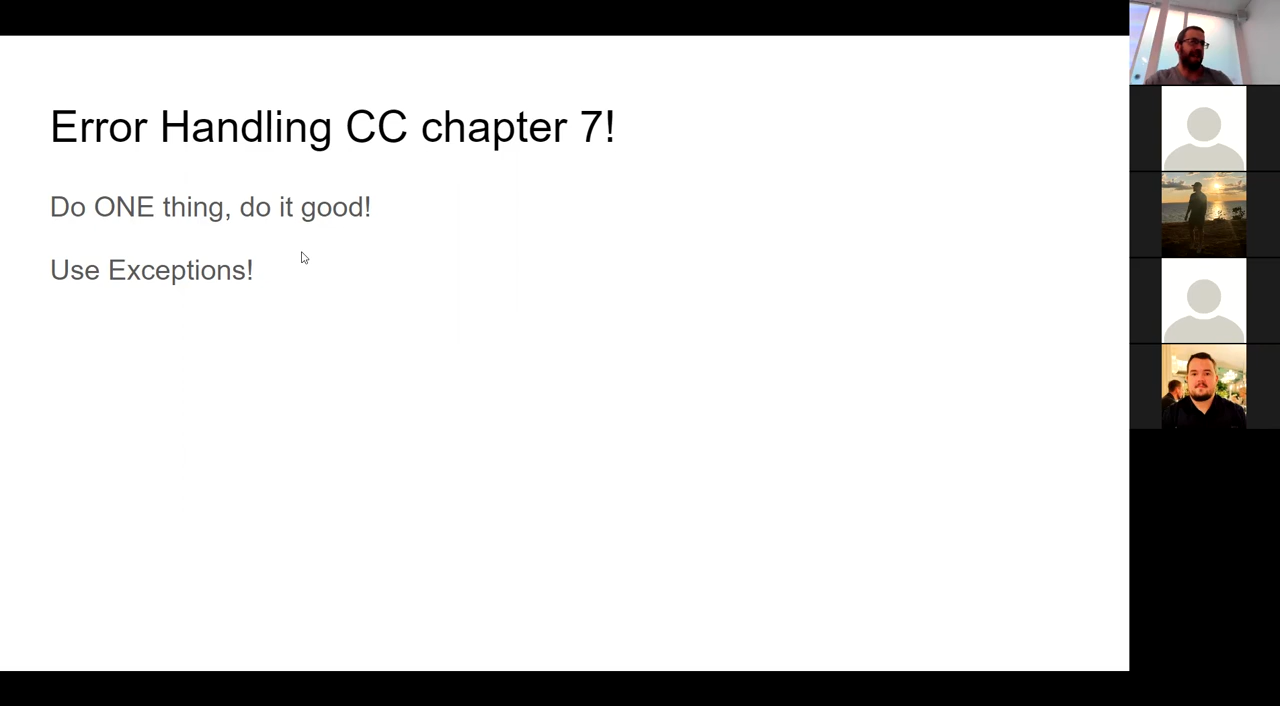 Error Handling CC chapter 7!
Do ONE thing, do it good!
Use Exceptions!